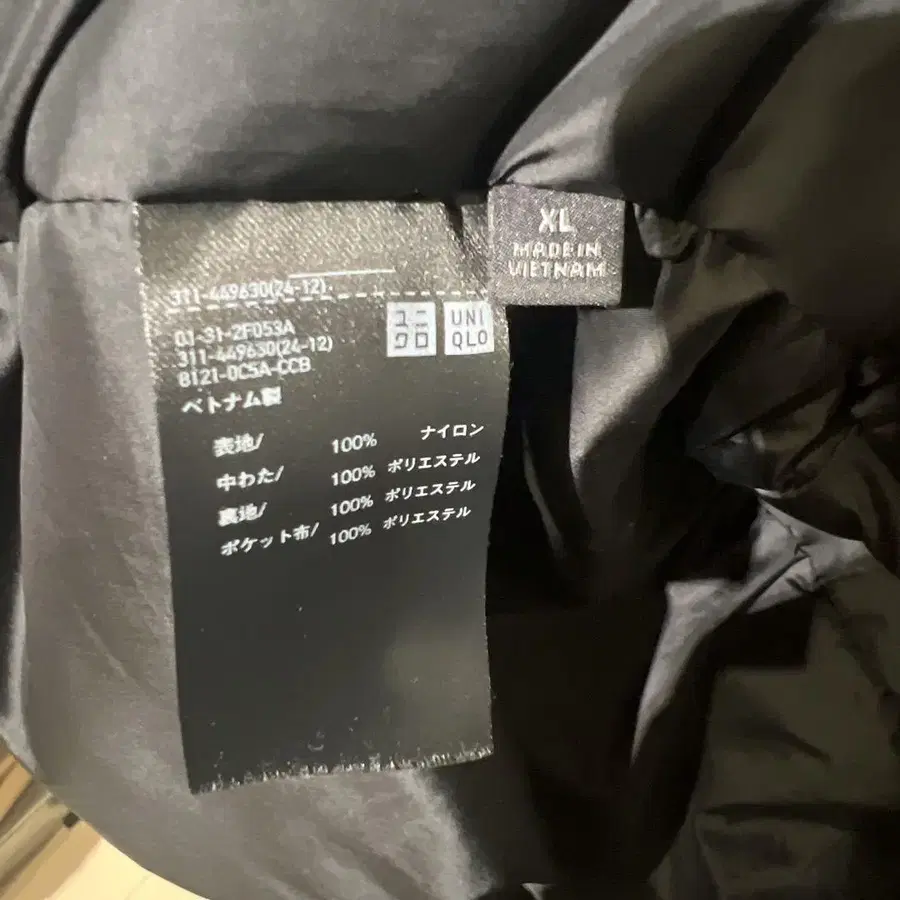 XL
MADE IN
VIETNAM
311-449630(24-12)
ユニ
クロ
UNI
QLO
01-31-2F053A
311-449630(24-12)
8121-0C5A-CCB
ベトナム製
表地/ 100% ナイロン
中わた/ 100% ポリエステル
裏地/ 100% ポリエステル
ポケット布/ 100% ポリエステル